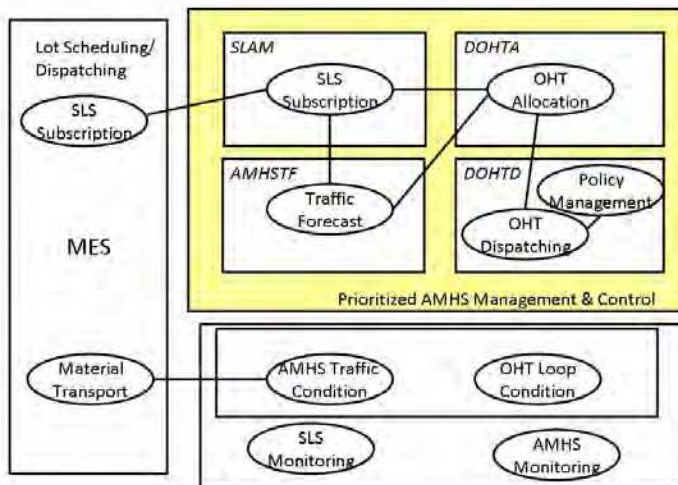 Lot Scheduling/
Dispatching
SLS
Subscription
MES
Material
Transport
SLAM
SLS
Subscription
DOHTA
OHT
Allocation
AMHSTF
Traffic
Forecast
DOHTD
Policy
Management
OHT
Dispatching
Prioritized AMHS Management & Control
AMHS Traffic
Condition
OHT Loop
Condition
SLS
Monitoring
AMHS
Monitoring